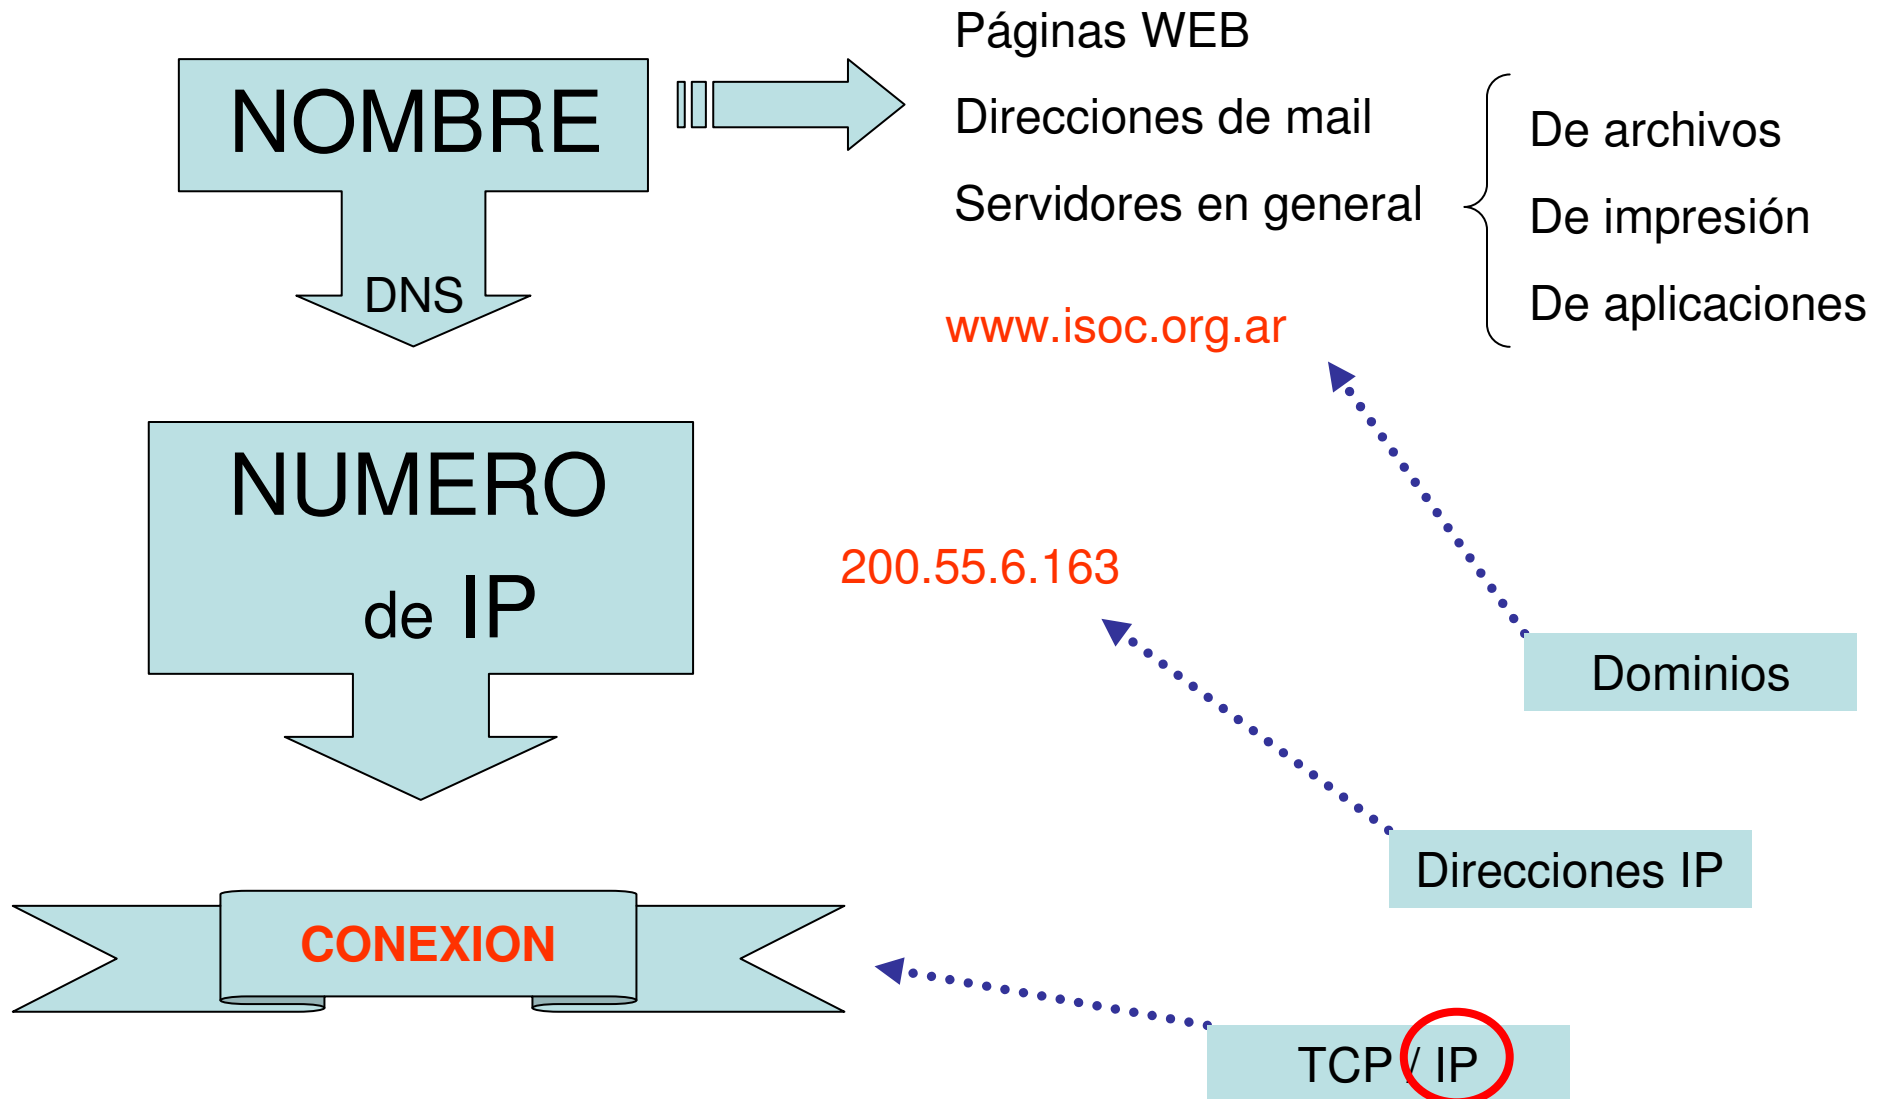 NOMBRE
DNS
Páginas WEB
Direcciones de mail
Servidores en general
De archivos
De impresión
De aplicaciones
www.isoc.org.ar
NUMERO
de IP
200.55.6.163
Dominios
Direcciones IP
CONEXION
TCP / IP